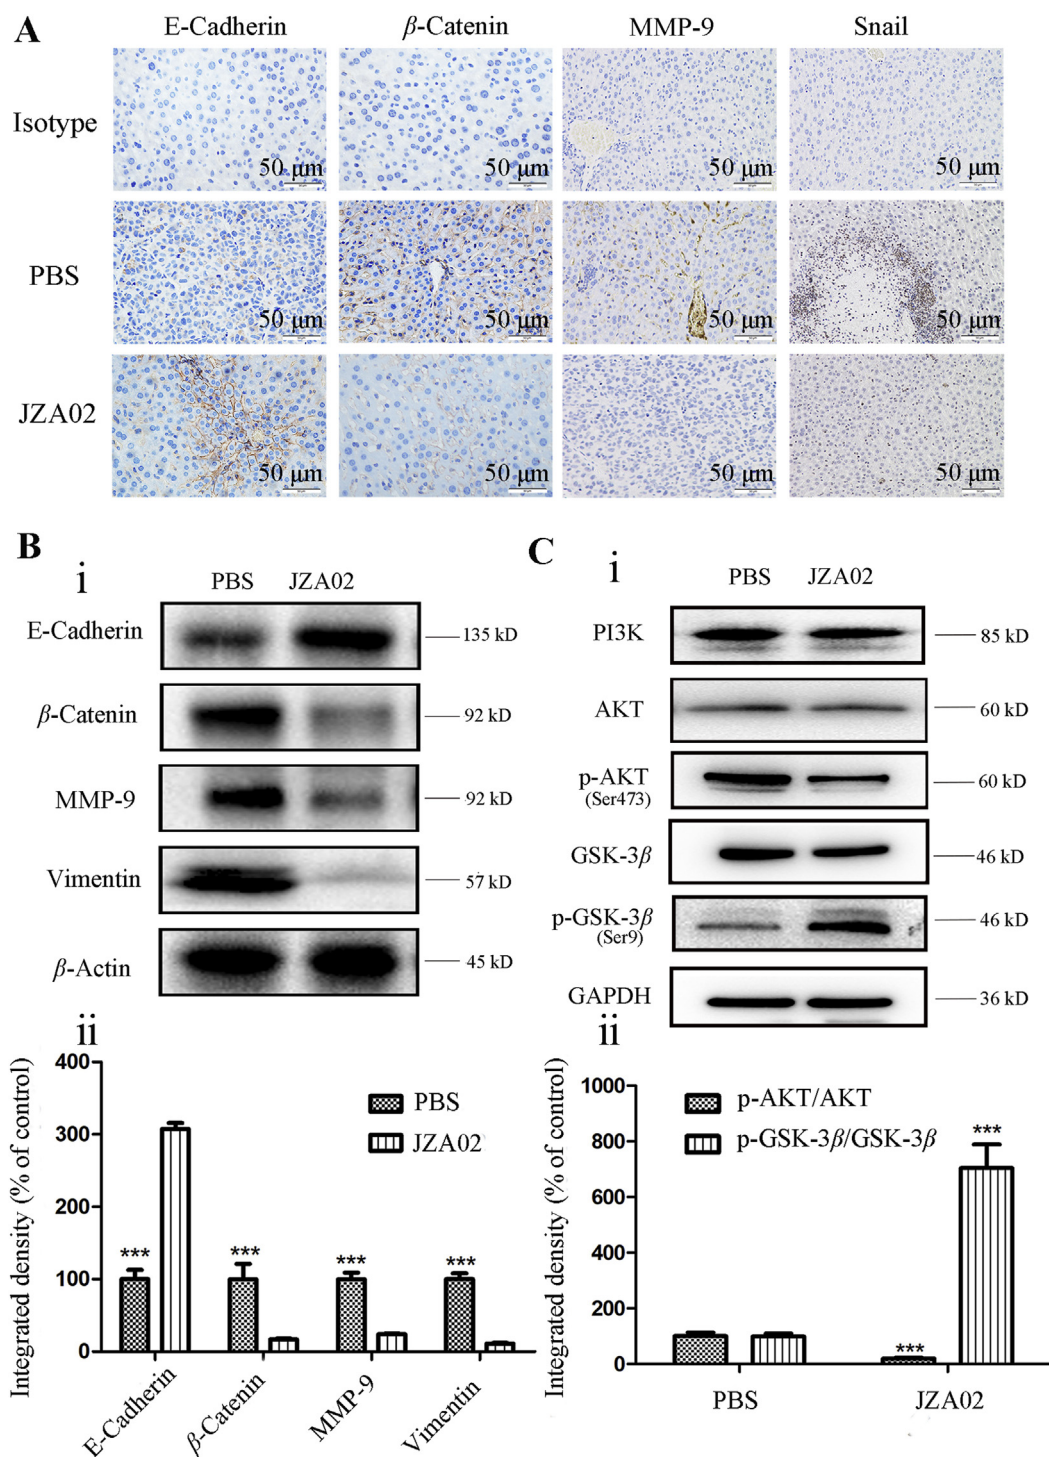 A
E-Cadherin β-Catenin MMP-9 Snail
Isotype
50 μm 50 μm 50 μm 50 μm
PBS
50 μm 50 μm 50 μm 50 μm
JZA02
50 μm 50 μm 50 μm 50 μm
B
i
PBS JZA02
E-Cadherin 135 kD
β-Catenin 92 kD
MMP-9 92 kD
Vimentin 57 kD
β-Actin 45 kD
ii
Integrated density (% of control)
400
300
200
100
0
PBS
JZA02
*** *** *** ***
E-Cadherin β-Catenin MMP-9 Vimentin
C
i
PBS JZA02
PI3K 85 kD
AKT 60 kD
p-AKT 60 kD
(Ser473)
GSK-3β 46 kD
p-GSK-3β 46 kD
(Ser9)
GAPDH 36 kD
ii
Integrated density (% of control)
1000
800
600
400
200
0
p-AKT/AKT
p-GSK-3β/GSK-3β
***
***
PBS JZA02